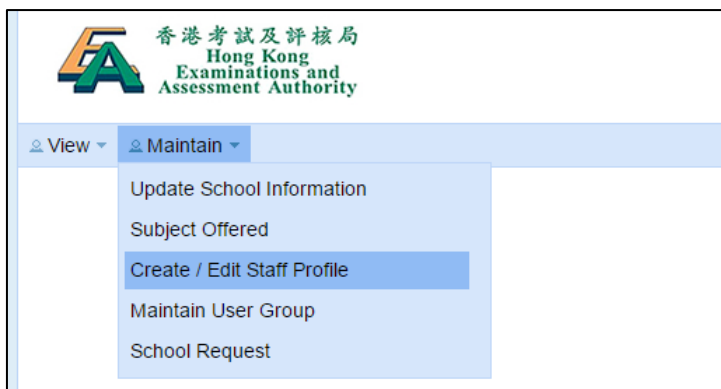 香港考試及評核局
Hong Kong
Examinations and
Assessment Authority
View Maintain
Update School Information
Subject Offered
Create / Edit Staff Profile
Maintain User Group
School Request